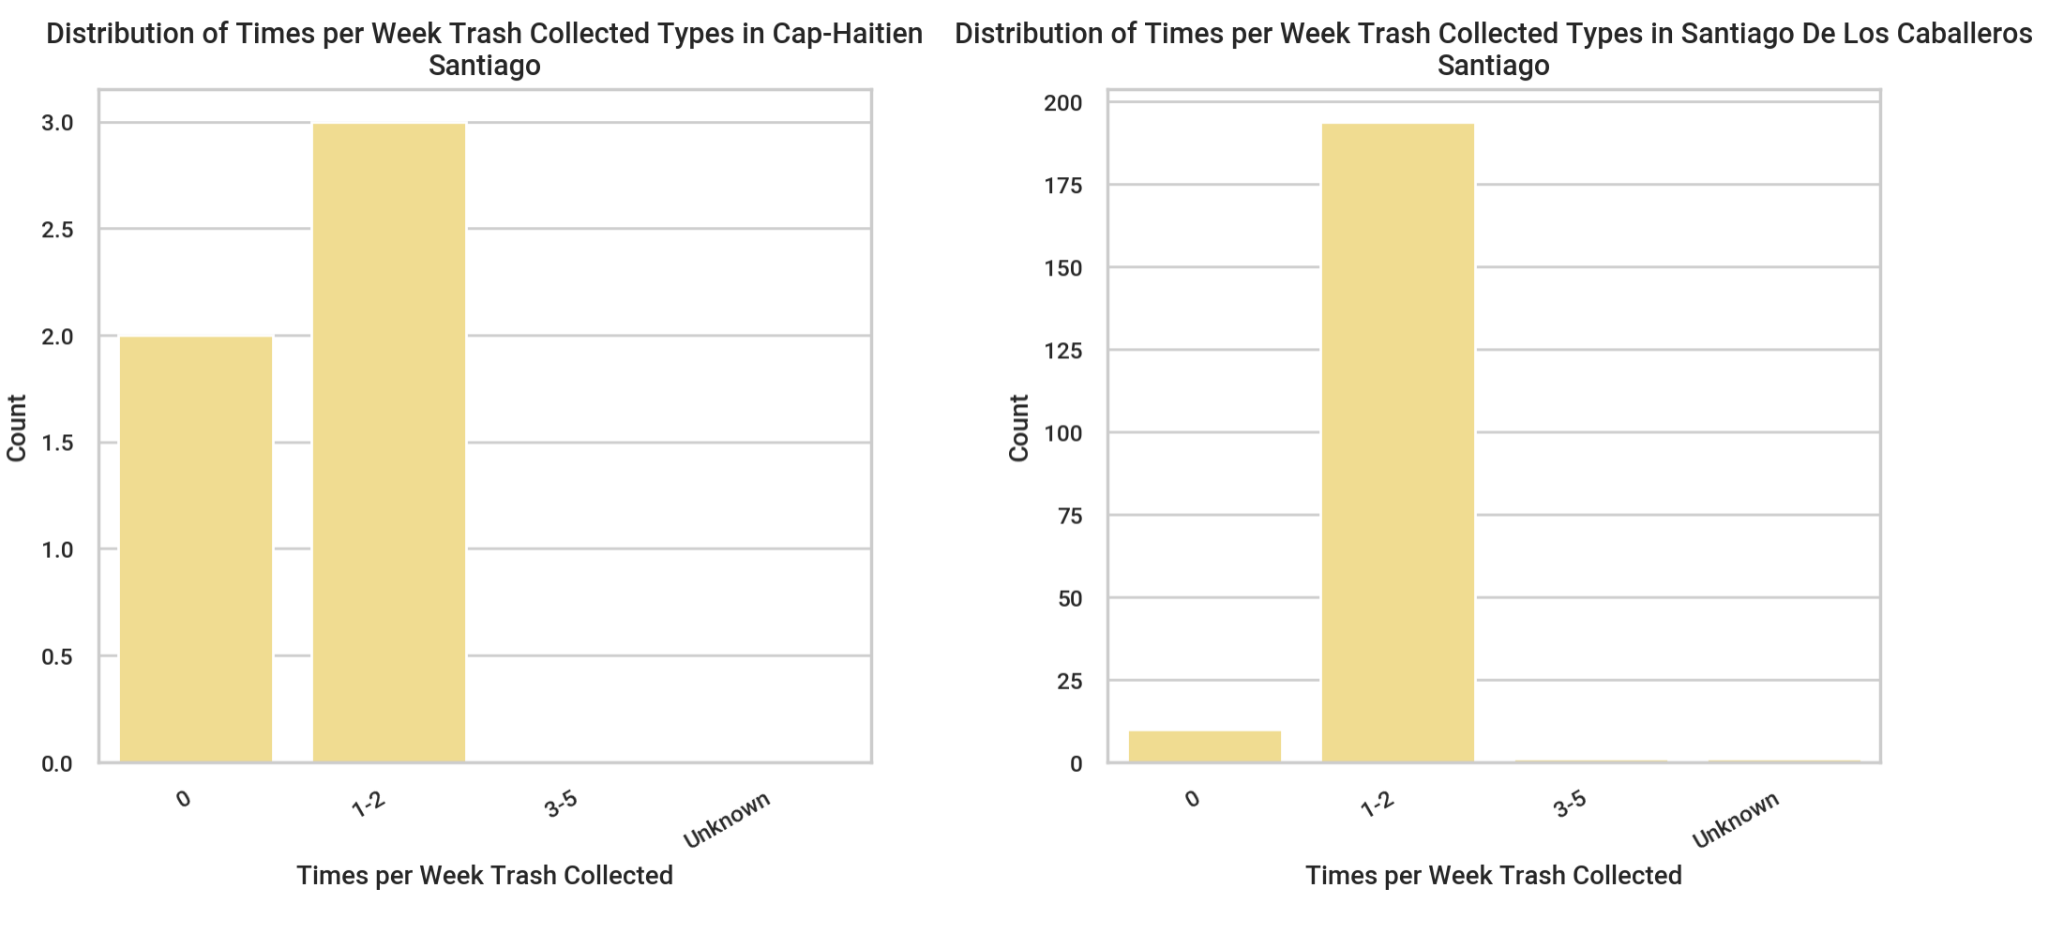 Distribution of Times per Week Trash Collected Types in Cap-Haitien
Santiago
3.0
2.5
2.0
1.5
1.0
0.5
0.0
Count
0
1-2
3-5
Unknown
Times per Week Trash Collected
Distribution of Times per Week Trash Collected Types in Santiago De Los Caballeros
Santiago
200
175
150
125
100
75
50
25
0
Count
0
1-2
3-5
Unknown
Times per Week Trash Collected